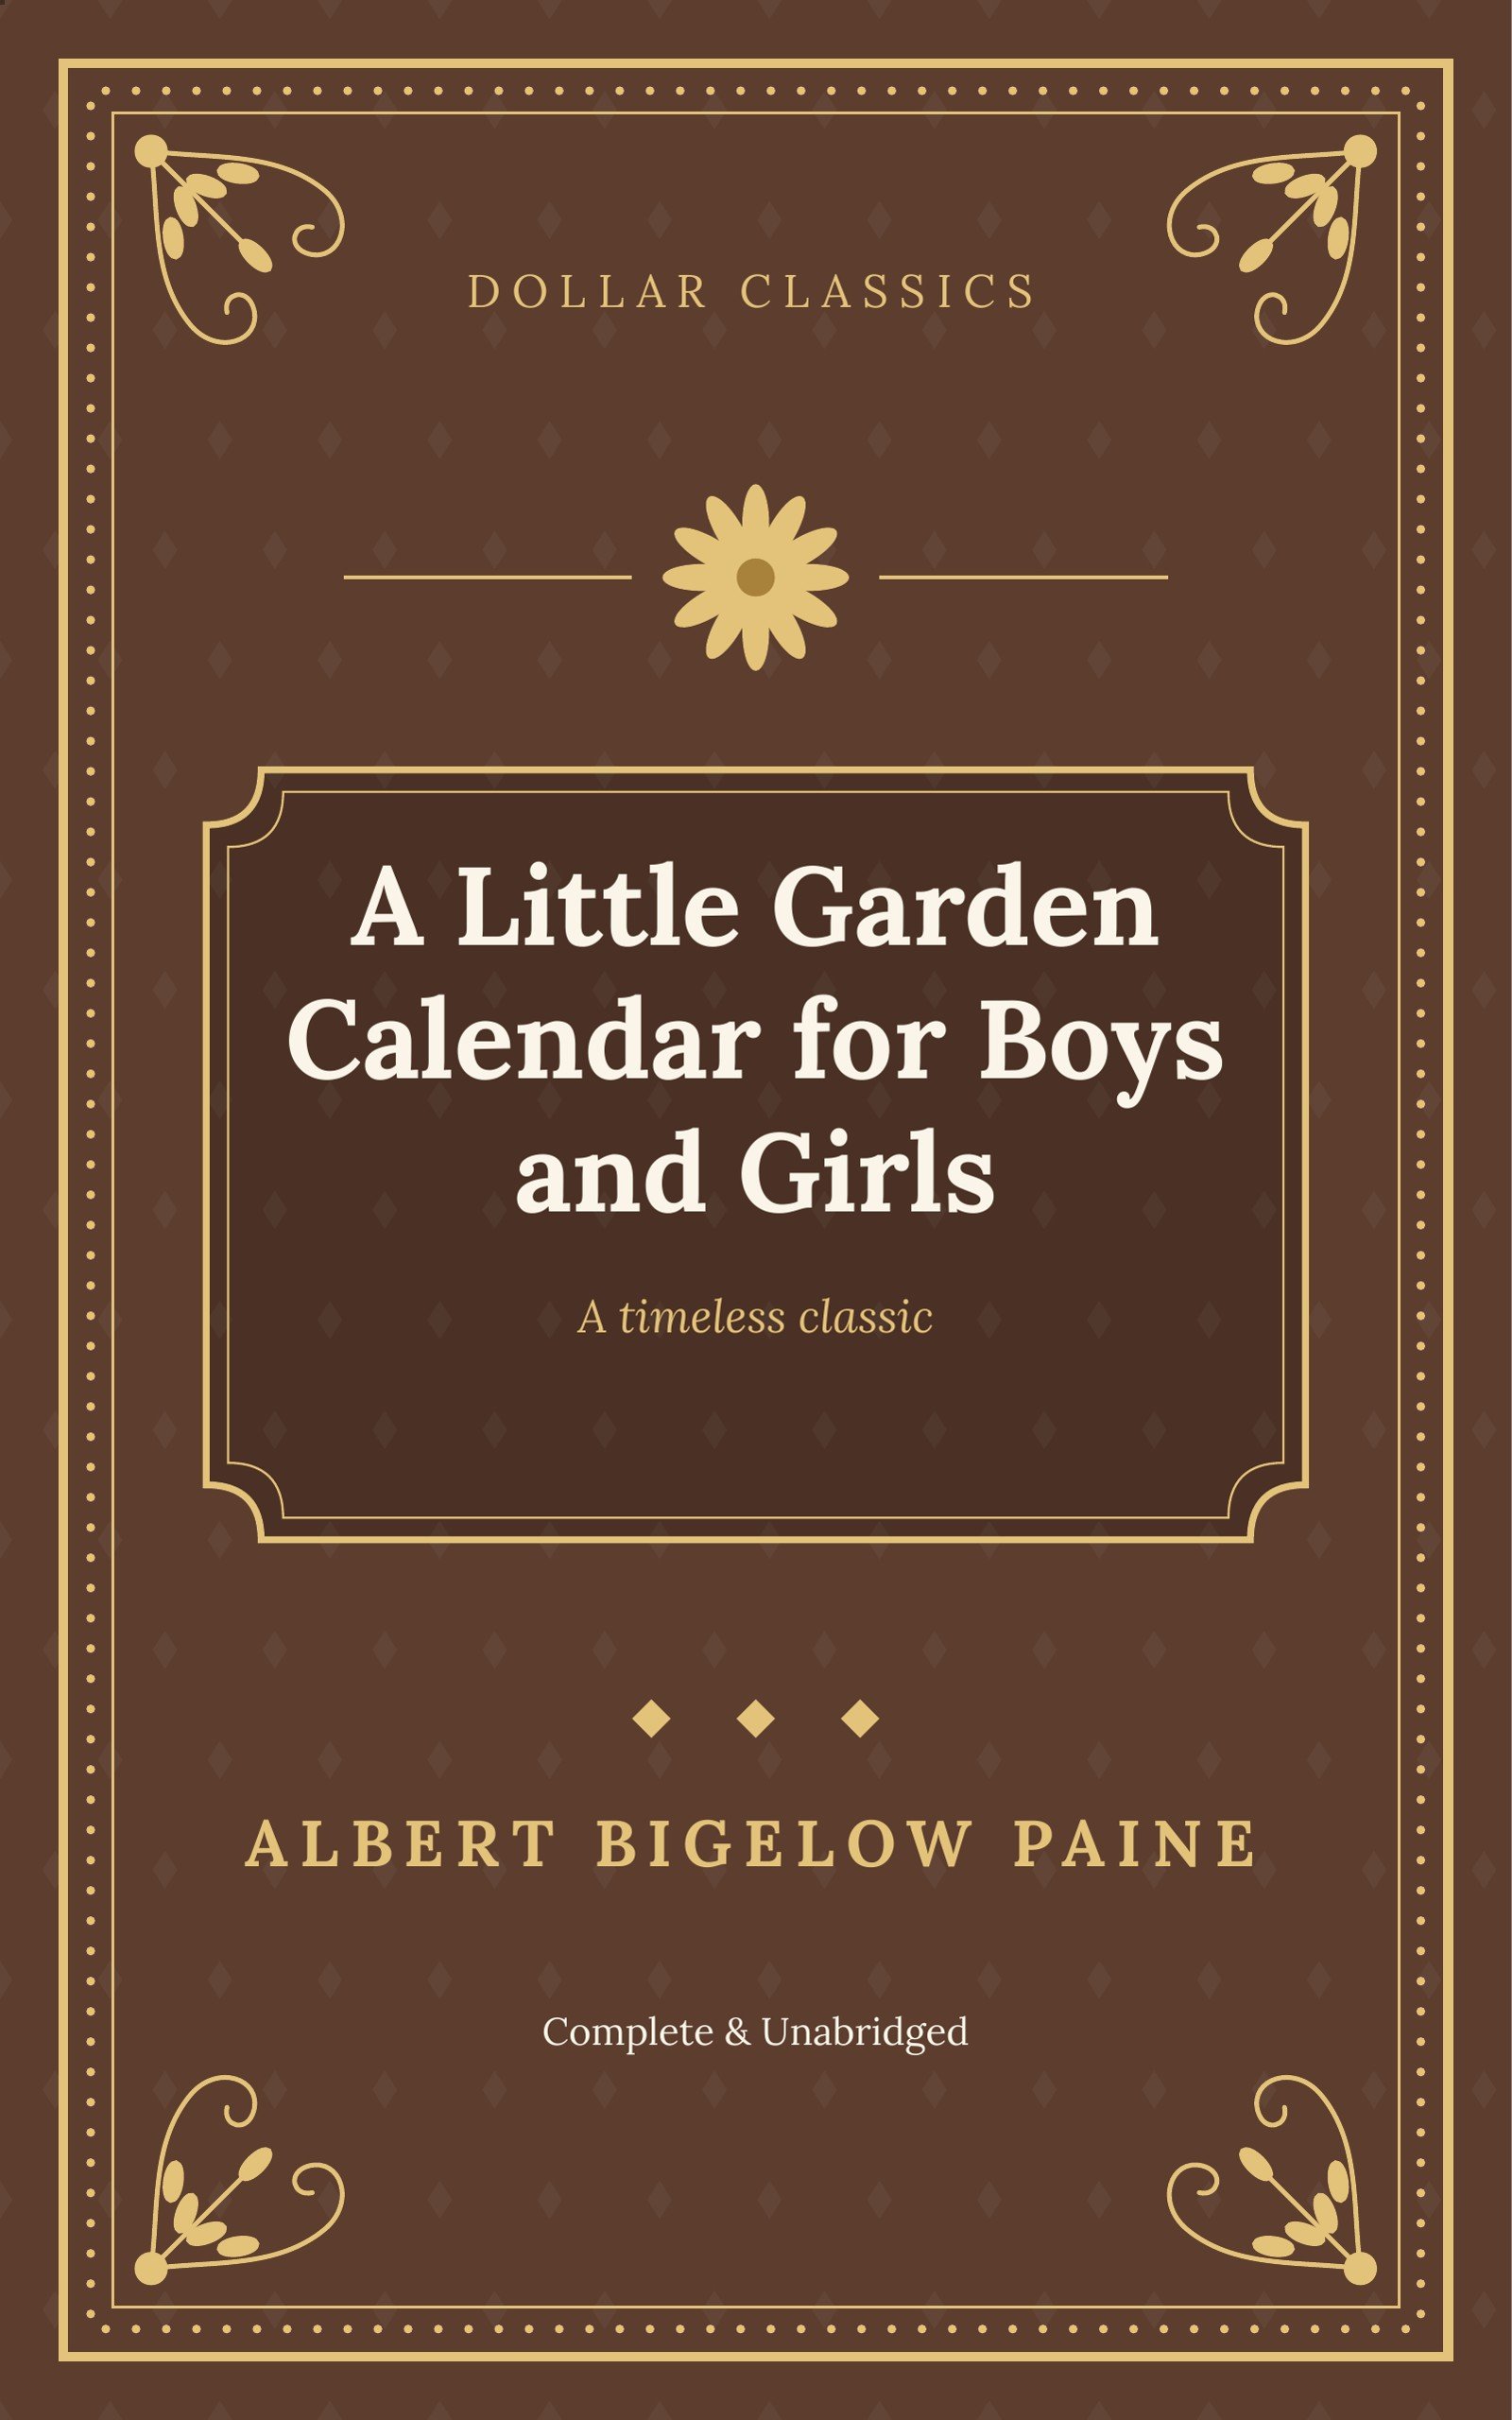 DOLLAR CLASSICS
A Little Garden
Calendar for Boys
and Girls
A timeless classic
ALBERT BIGELOW PAINE
Complete & Unabridged